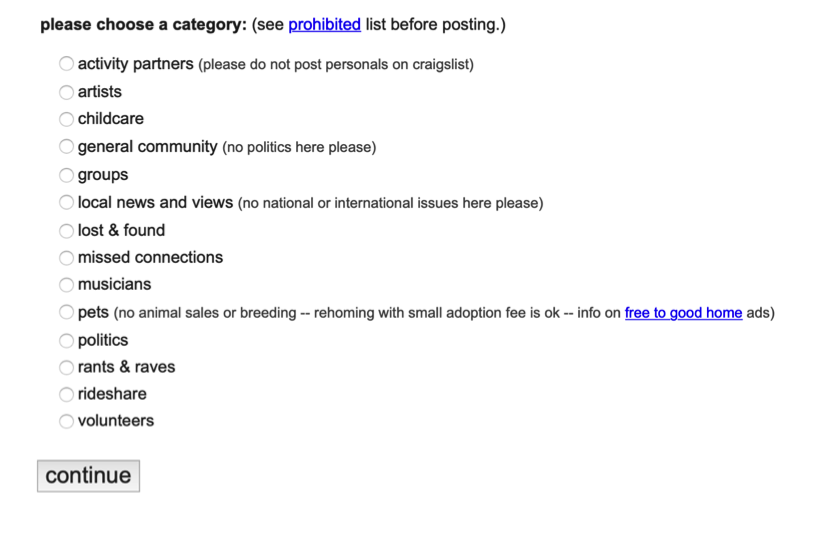 please choose a category: (see prohibited list before posting.)
activity partners (please do not post personals on craigslist)
artists
childcare
general community (no politics here please)
groups
local news and views (no national or international issues here please)
lost & found
missed connections
musicians
pets (no animal sales or breeding -- rehoming with small adoption fee is ok -- info on free to good home ads)
politics
rants & raves
rideshare
volunteers
continue